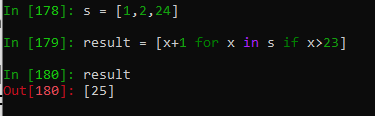 In [178]: s = [1,2,24]
In [179]: result = [x+1 for x in s if x>23]
In [180]: result
Out[180]: [25]